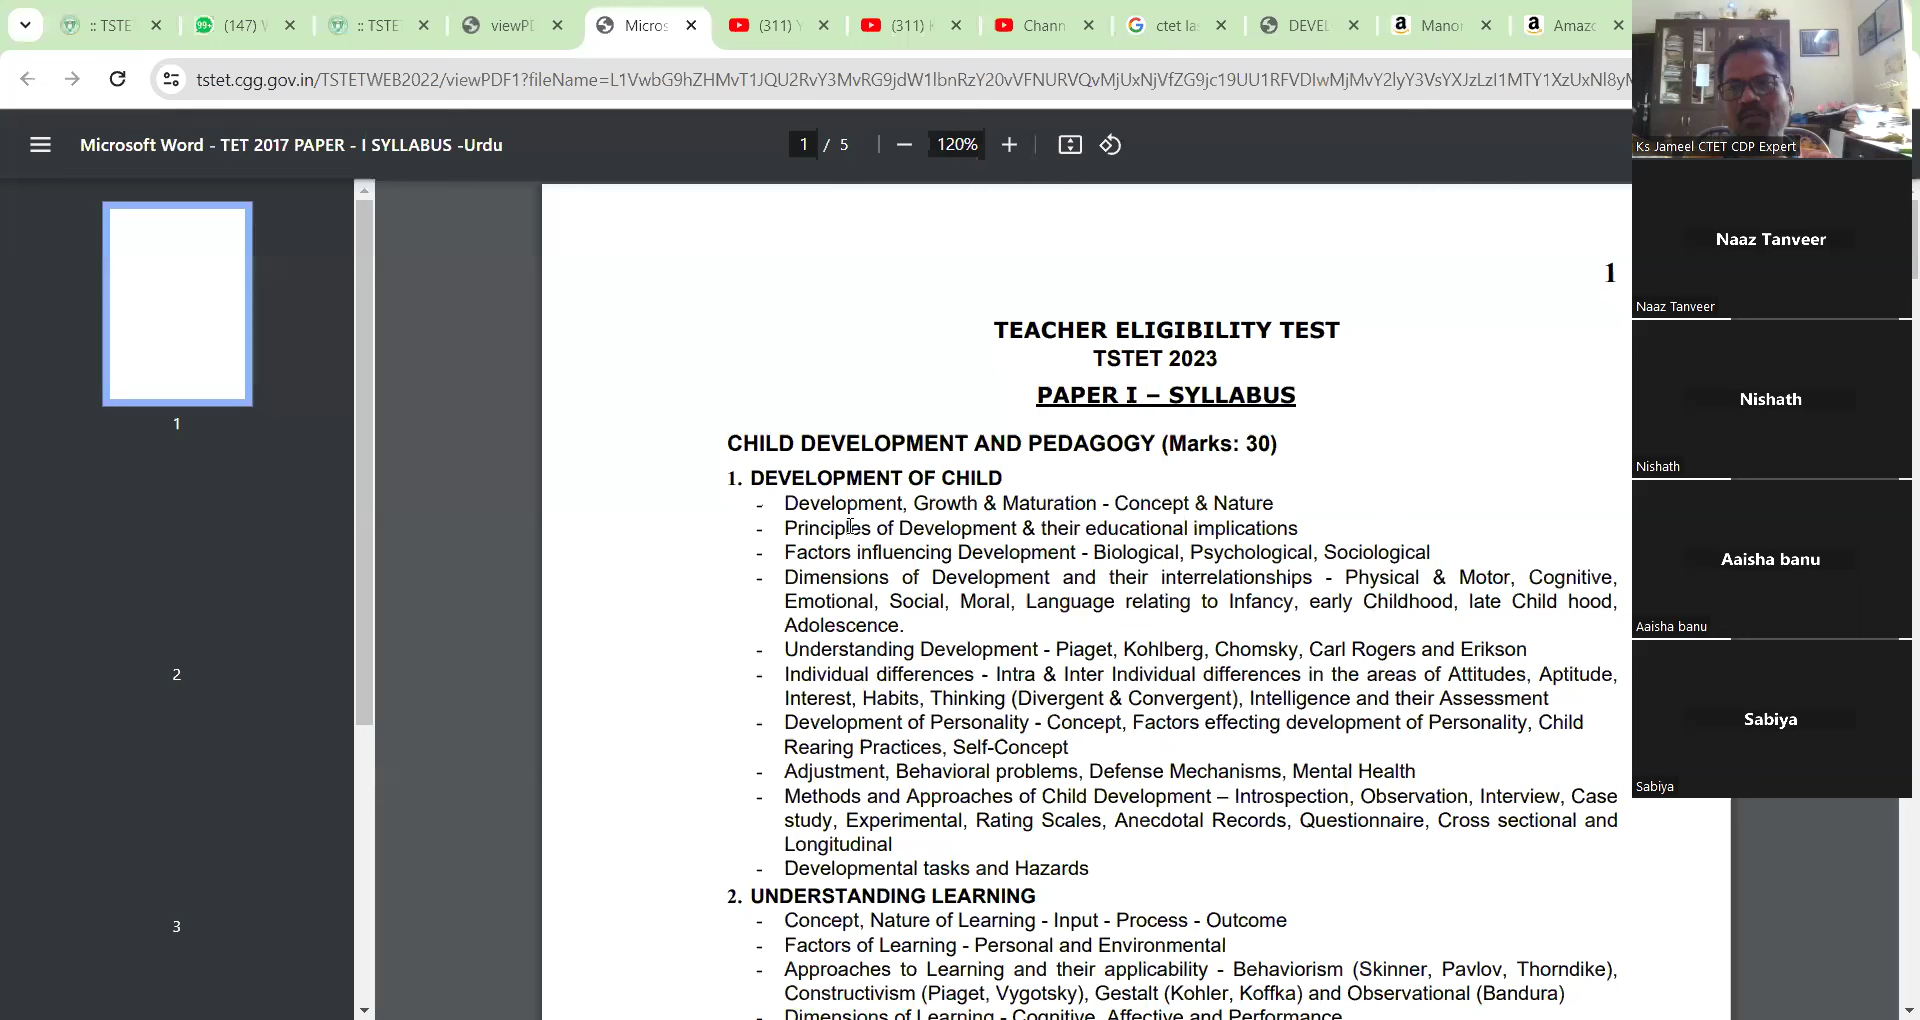 :: TSTE
99+
(147)
:: TSTE
viewPD
Micros
(311) Y
(311)
Chann
ctet la
DEVEL
Mano
Amazo
tstet.cgg.gov.in/TSTETWEB2022/viewPDF1?fileName=
Microsoft Word - TET 2017 PAPER - I SYLLABUS -Urdu
1 / 5
120%
Ks Jameel CTET CDP Expert
1
2
3
1
TEACHER ELIGIBILITY TEST
TSTET 2023
PAPER I – SYLLABUS
CHILD DEVELOPMENT AND PEDAGOGY (Marks: 30)
1. DEVELOPMENT OF CHILD
- Development, Growth & Maturation - Concept & Nature
- Principles of Development & their educational implications
- Factors influencing Development - Biological, Psychological, Sociological
- Dimensions of Development and their interrelationships - Physical & Motor, Cognitive,
Emotional, Social, Moral, Language relating to Infancy, early Childhood, late Child hood,
Adolescence.
- Understanding Development - Piaget, Kohlberg, Chomsky, Carl Rogers and Erikson
- Individual differences - Intra & Inter Individual differences in the areas of Attitudes, Aptitude,
Interest, Habits, Thinking (Divergent & Convergent), Intelligence and their Assessment
- Development of Personality - Concept, Factors effecting development of Personality, Child
Rearing Practices, Self-Concept
- Adjustment, Behavioral problems, Defense Mechanisms, Mental Health
- Methods and Approaches of Child Development – Introspection, Observation, Interview, Case
study, Experimental, Rating Scales, Anecdotal Records, Questionnaire, Cross sectional and
Longitudinal
- Developmental tasks and Hazards
2. UNDERSTANDING LEARNING
- Concept, Nature of Learning - Input - Process - Outcome
- Factors of Learning - Personal and Environmental
- Approaches to Learning and their applicability - Behaviorism (Skinner, Pavlov, Thorndike),
Constructivism (Piaget, Vygotsky), Gestalt (Kohler, Koffka) and Observational (Bandura)
- Dimensions of Learning - Cognitive, Affective and Performance
Naaz Tanveer
Naaz Tanveer
Nishath
Nishath
Aaisha banu
Aaisha banu
Sabiya
Sabiya